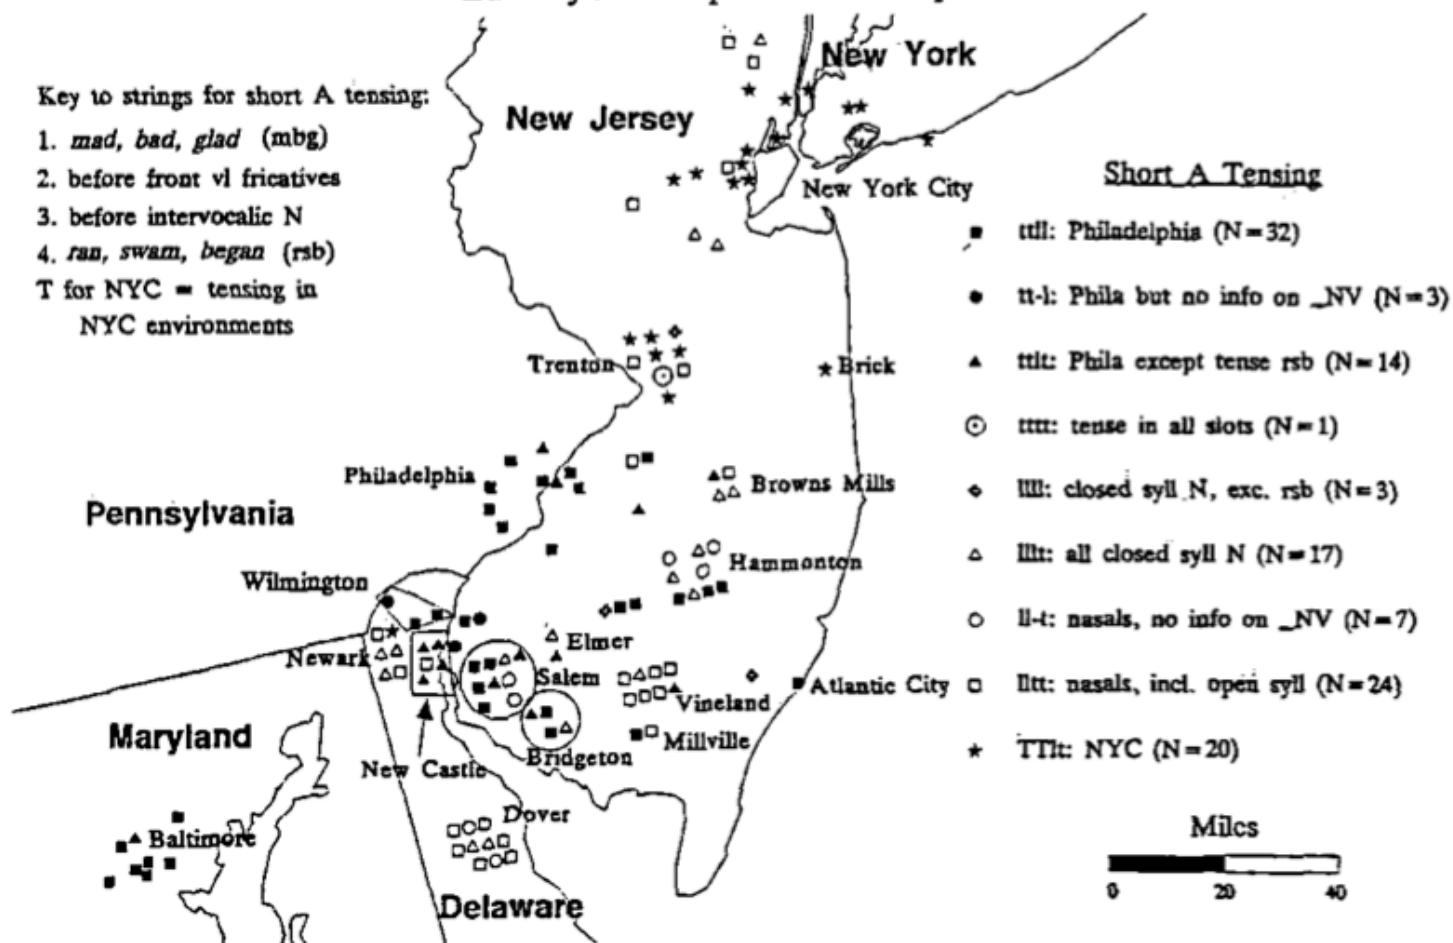 New York
Key to strings for short A tensing:
1. mad, bad, glad (mbg)
2. before front vl fricatives
3. before intervocalic N
4. ran, swam, began (rsb)
T for NYC = tensing in
NYC environments
New Jersey
New York City
Short A Tensing
ttll: Philadelphia (N=32)
tt-l: Phila but no info on _NV (N=3)
ttlt: Phila except tense rsb (N=14)
tttt: tense in all slots (N=1)
llll: closed syll N, exc. rsb (N=3)
lllt: all closed syll N (N=17)
ll-t: nasals, no info on _NV (N=7)
lltt: nasals, incl. open syll (N=24)
TTlt: NYC (N=20)
Miles
0 20 40
Trenton
Brick
Philadelphia
Browns Mills
Pennsylvania
Hammonton
Wilmington
Elmer
Newark
Salem
Atlantic City
Vineland
Maryland
Millville
Bridgeton
New Castle
Dover
Baltimore
Delaware